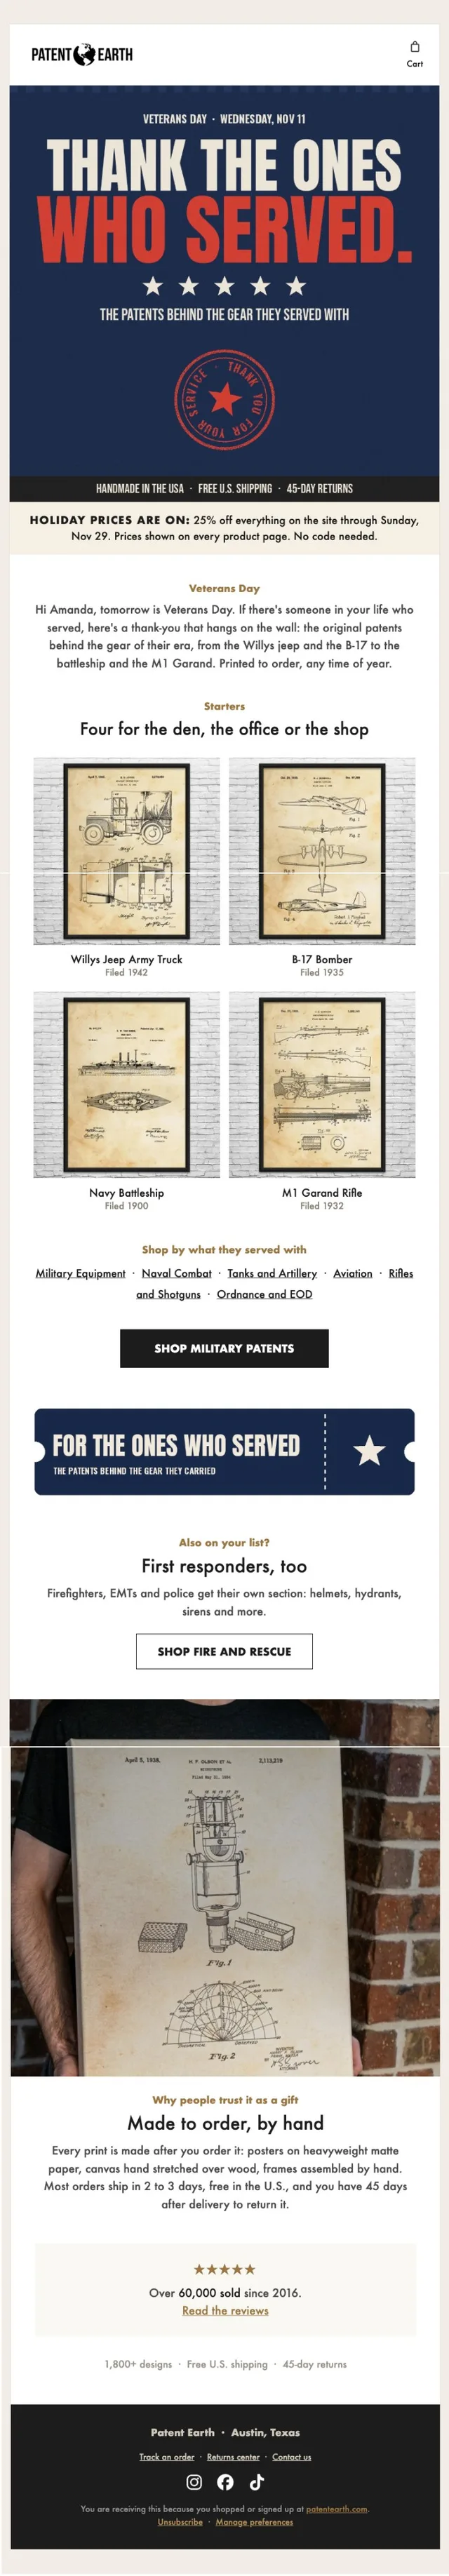 PATENT EARTH
Cart
VETERANS DAY · WEDNESDAY, NOV 11
THANK THE ONES
WHO SERVED.
THE PATENTS BEHIND THE GEAR THEY SERVED WITH
THANK YOU FOR YOUR SERVICE ·
HANDMADE IN THE USA · FREE U.S. SHIPPING · 45-DAY RETURNS
HOLIDAY PRICES ARE ON: 25% off everything on the site through Sunday,
Nov 29. Prices shown on every product page. No code needed.
Veterans Day
Hi Amanda, tomorrow is Veterans Day. If there's someone in your life who
served, here's a thank-you that hangs on the wall: the original patents
behind the gear of their era, from the Willys jeep and the B-17 to the
battleship and the M1 Garand. Printed to order, any time of year.
Starters
Four for the den, the office or the shop
Willys Jeep Army Truck
Filed 1942
B-17 Bomber
Filed 1935
Navy Battleship
Filed 1900
M1 Garand Rifle
Filed 1932
Shop by what they served with
Military Equipment · Naval Combat · Tanks and Artillery · Aviation · Rifles
and Shotguns · Ordnance and EOD
SHOP MILITARY PATENTS
FOR THE ONES WHO SERVED
THE PATENTS BEHIND THE GEAR THEY CARRIED
Also on your list?
First responders, too
Firefighters, EMTs and police get their own section: helmets, hydrants,
sirens and more.
SHOP FIRE AND RESCUE
April 5, 1938.
H. F. OLSON ET AL
2,113,219
MICROPHONE
Filed May 31, 1934
Fig. 1
Fig. 2
ATTORNEY
Why people trust it as a gift
Made to order, by hand
Every print is made after you order it: posters on heavyweight matte
paper, canvas hand stretched over wood, frames assembled by hand.
Most orders ship in 2 to 3 days, free in the U.S., and you have 45 days
after delivery to return it.
★★★★★
Over 60,000 sold since 2016.
Read the reviews
1,800+ designs · Free U.S. shipping · 45-day returns
Patent Earth · Austin, Texas
Track an order · Returns center · Contact us
You are receiving this because you shopped or signed up at patentearth.com.
Unsubscribe · Manage preferences